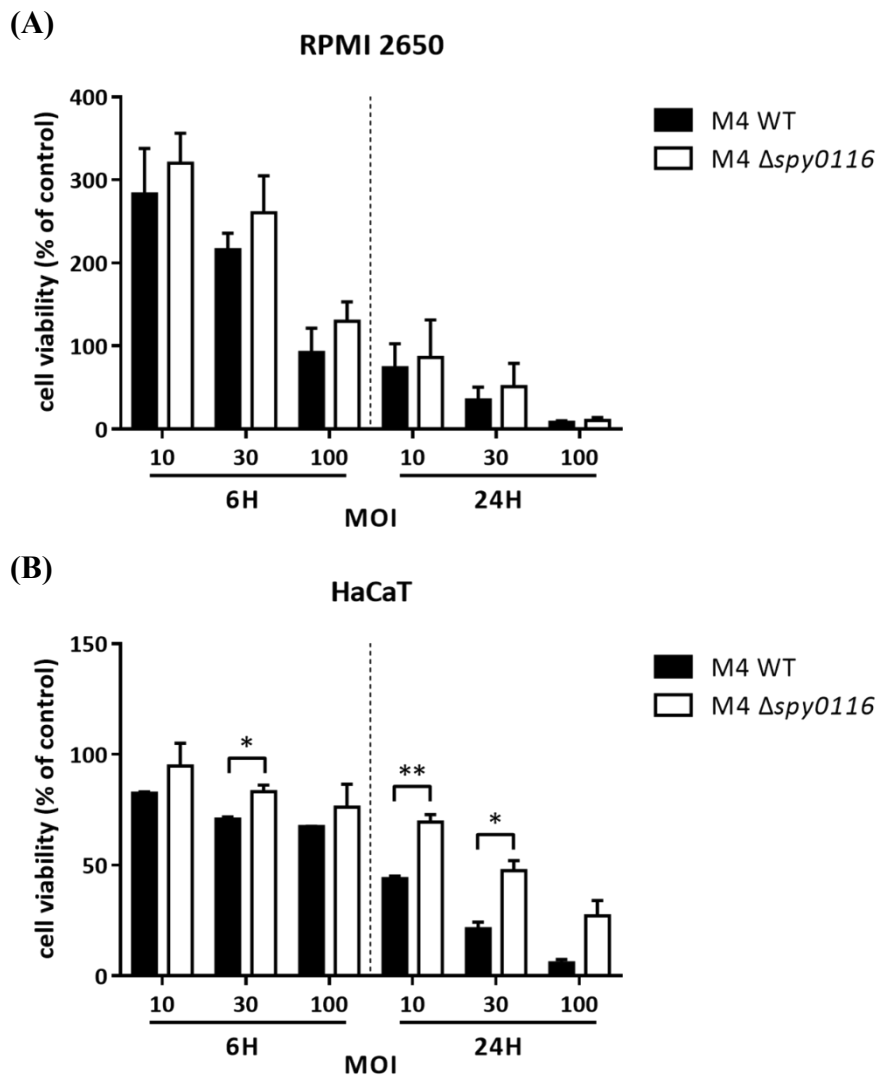 (A)
RPMI 2650
cell viability (% of control)
400
300
200
100
0
10 30 100 10 30 100
6H 24H
MOI
M4 WT
M4 Δspy0116
(B)
HaCaT
cell viability (% of control)
150
100
50
0
*
**
*
10 30 100 10 30 100
6H 24H
MOI
M4 WT
M4 Δspy0116